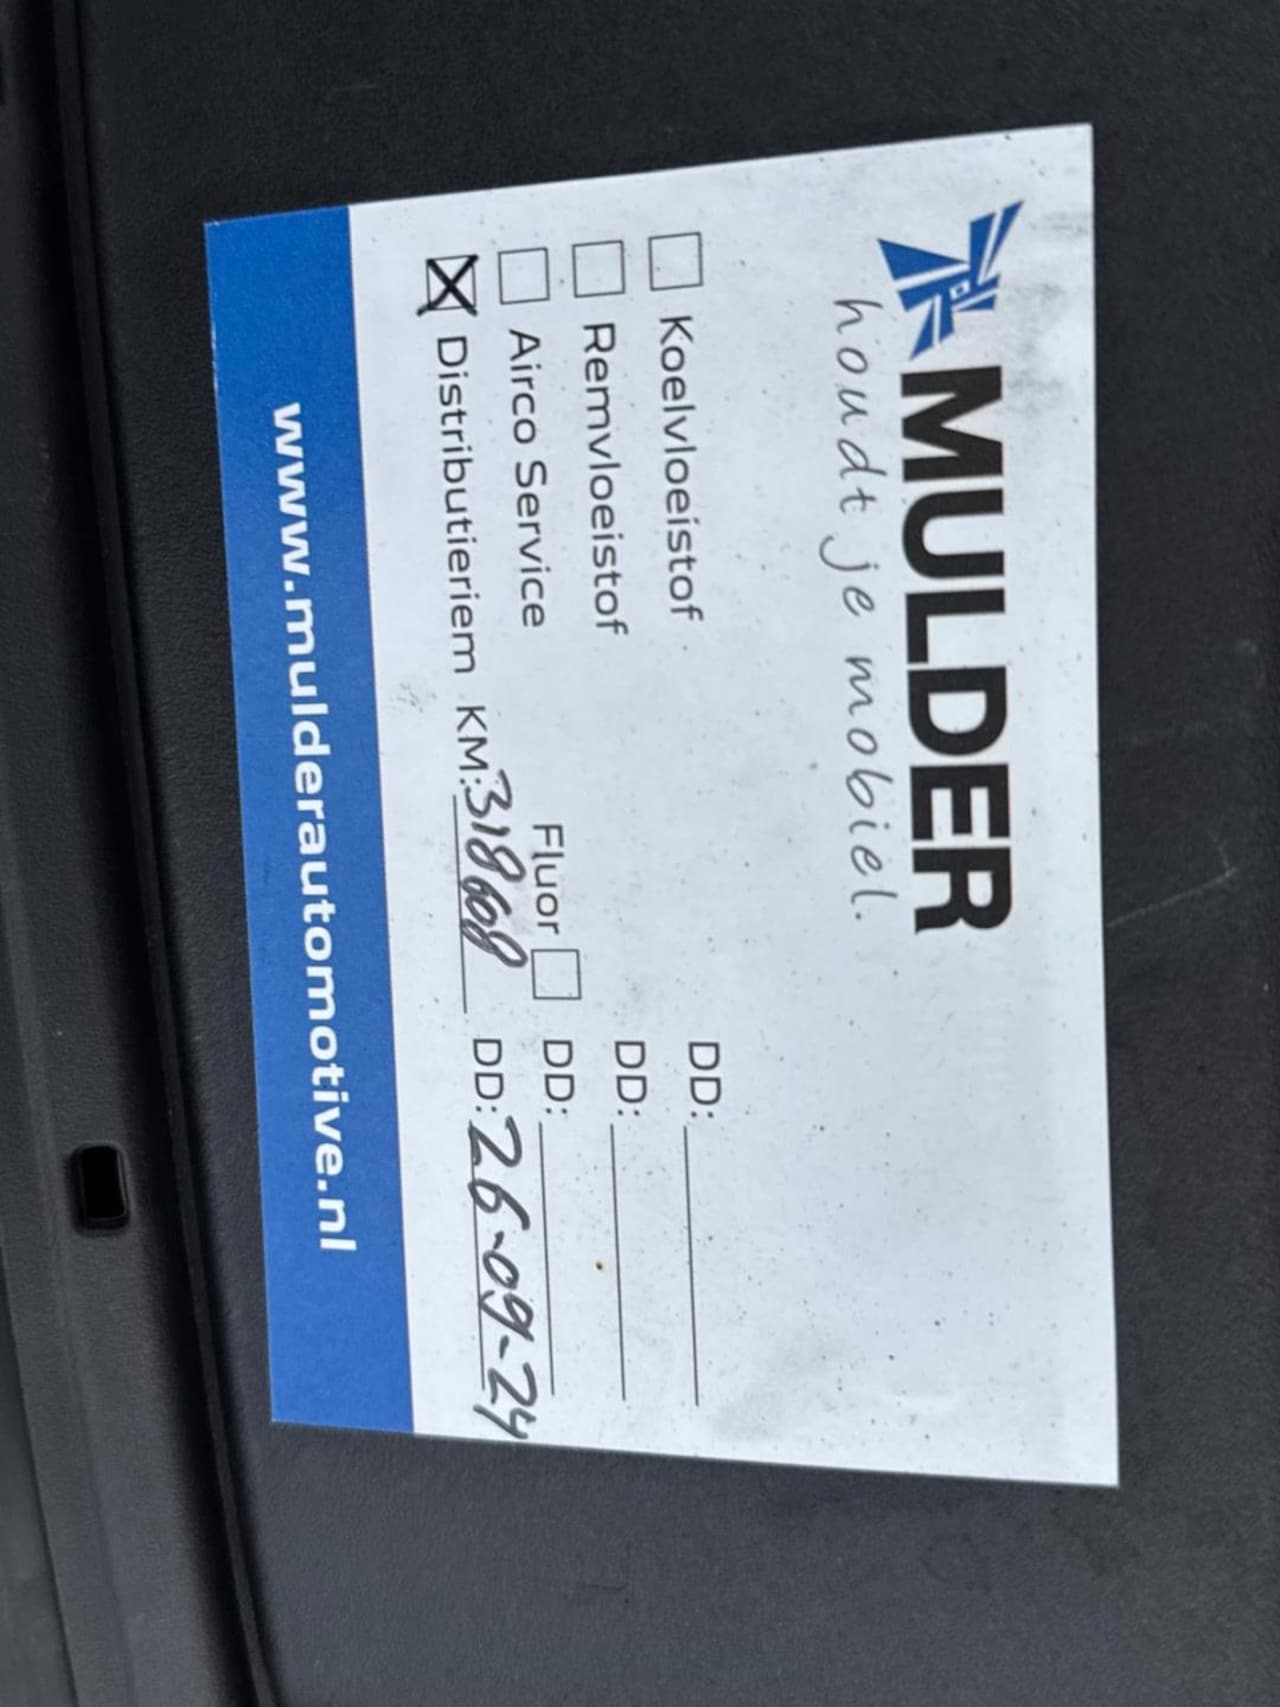 MULDER
houdt je mobiel.
Koelvloeistof DD:
Remvloeistof DD:
Airco Service Fluor DD:
Distributieriem KM: 318608 DD: 26-09-24
www.mulderautomotive.nl